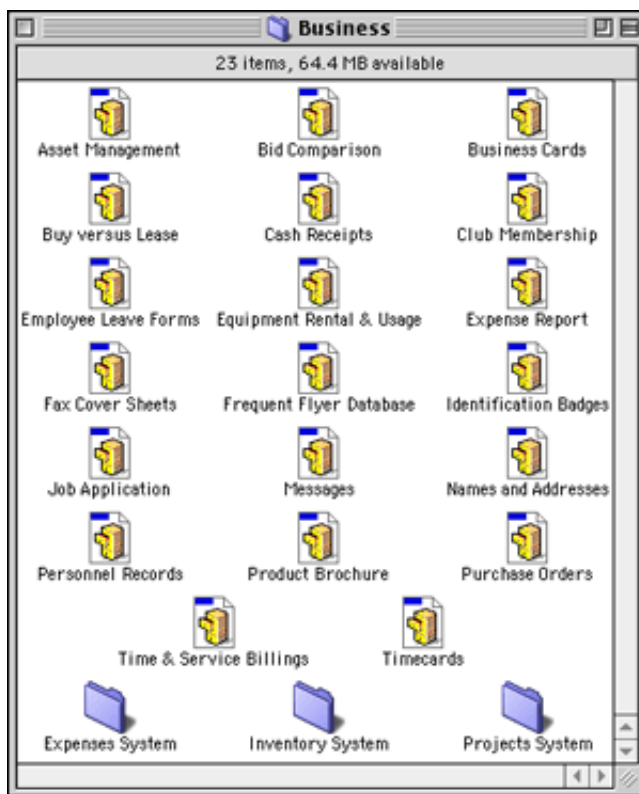 Business
23 items, 64.4 MB available
Asset Management Bid Comparison Business Cards
Buy versus Lease Cash Receipts Club Membership
Employee Leave Forms Equipment Rental & Usage Expense Report
Fax Cover Sheets Frequent Flyer Database Identification Badges
Job Application Messages Names and Addresses
Personnel Records Product Brochure Purchase Orders
Time & Service Billings Timecards
Expenses System Inventory System Projects System